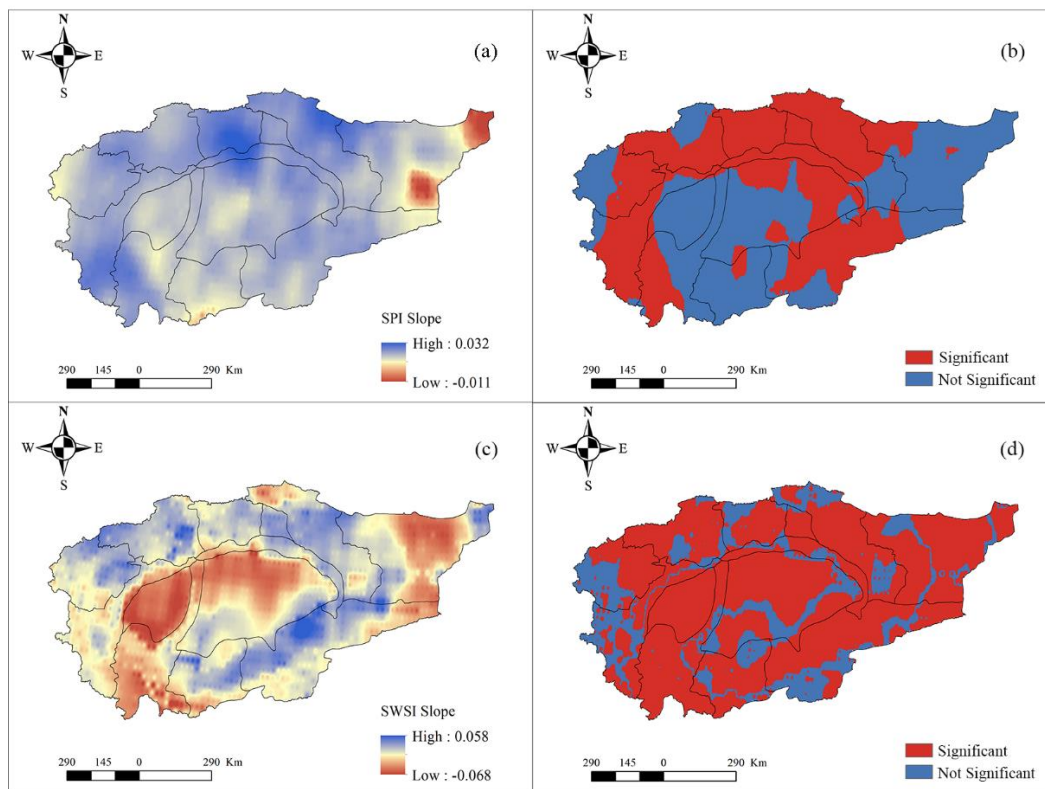 N
W E
S
(a)
SPI Slope
High : 0.032
Low : -0.011
290 145 0 290 Km
N
W E
S
(b)
Significant
Not Significant
290 145 0 290 Km
N
W E
S
(c)
SWSI Slope
High : 0.058
Low : -0.068
290 145 0 290 Km
N
W E
S
(d)
Significant
Not Significant
290 145 0 290 Km